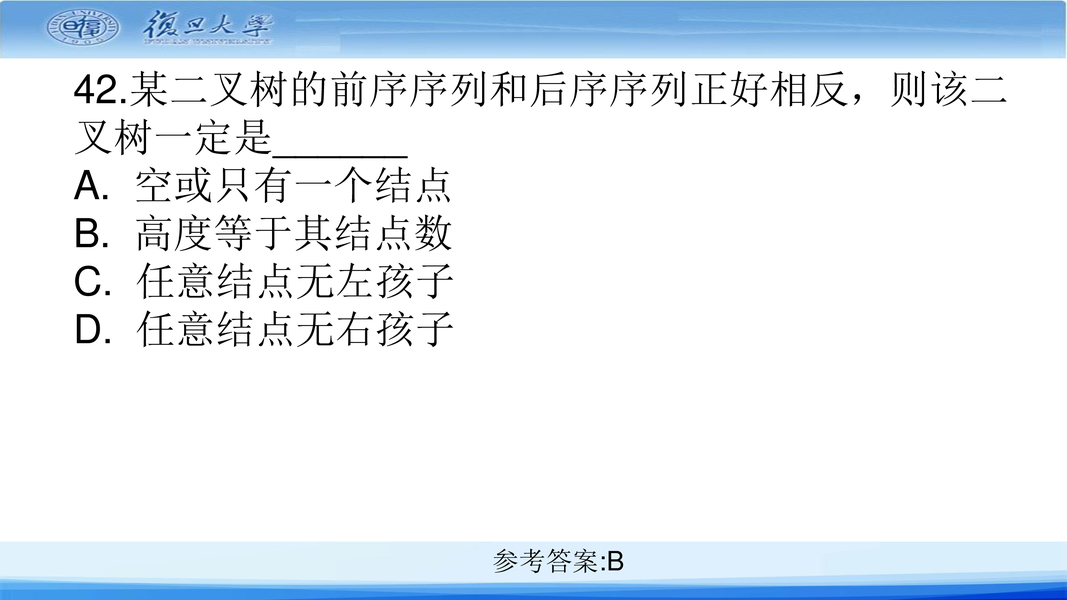 復旦大學
42.某二叉树的前序序列和后序序列正好相反，则该二
叉树一定是______
A. 空或只有一个结点
B. 高度等于其结点数
C. 任意结点无左孩子
D. 任意结点无右孩子
参考答案:B